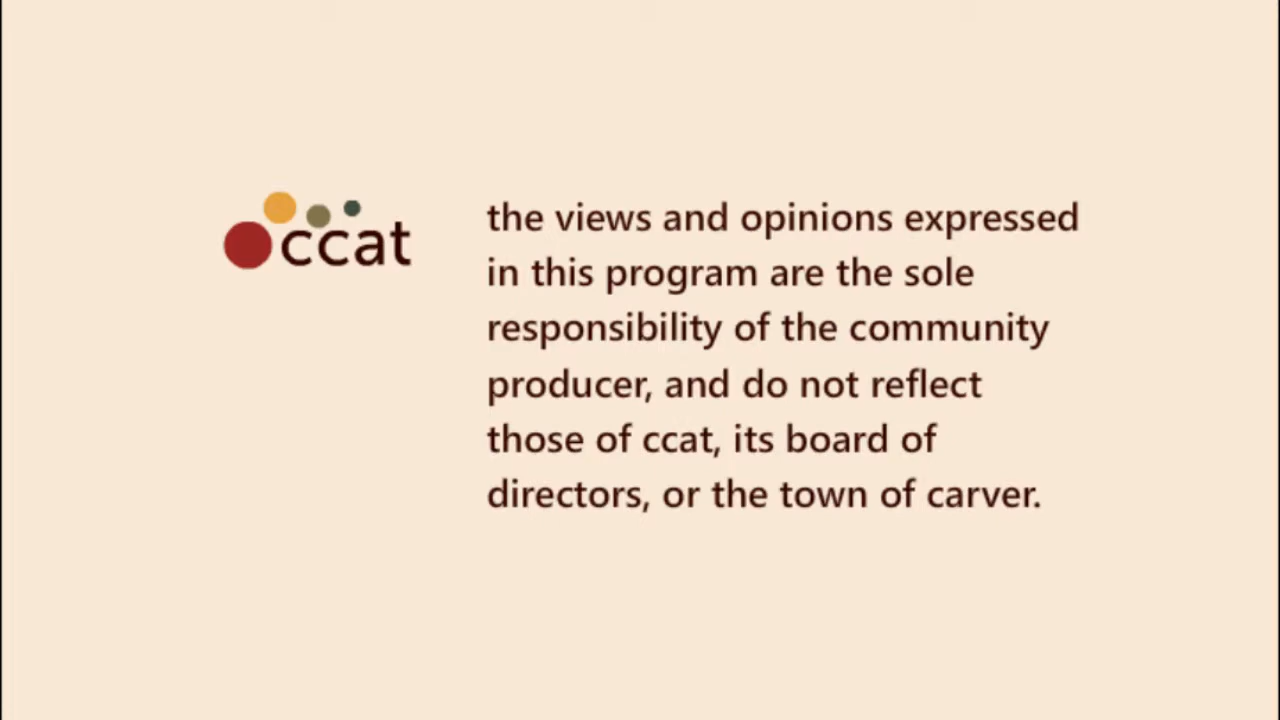 ccat
the views and opinions expressed
in this program are the sole
responsibility of the community
producer, and do not reflect
those of ccat, its board of
directors, or the town of carver.